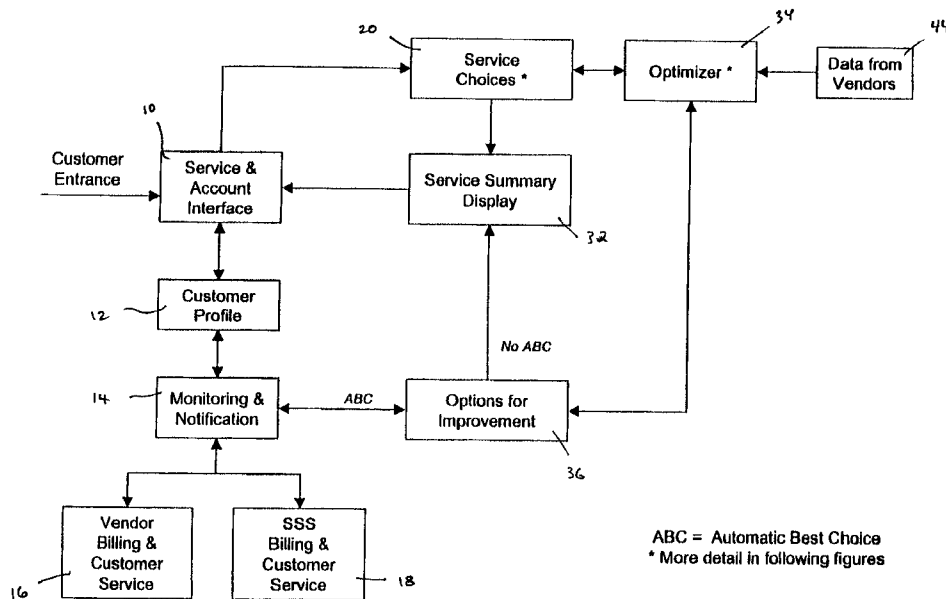 20
34
44
Service
Choices *
Optimizer *
Data from
Vendors
10
Customer
Entrance
Service &
Account
Interface
Service Summary
Display
32
12
Customer
Profile
No ABC
14
Monitoring &
Notification
ABC
Options for
Improvement
36
Vendor
Billing &
Customer
Service
16
SSS
Billing &
Customer
Service
18
ABC = Automatic Best Choice
* More detail in following figures